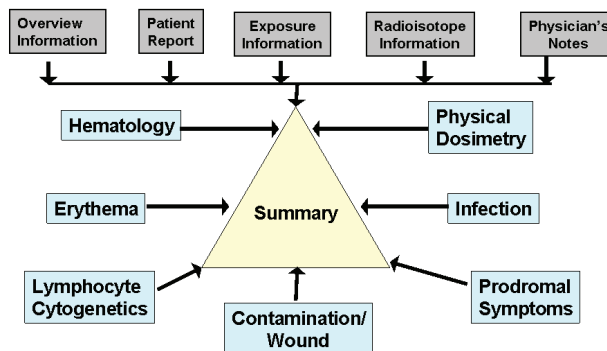 Overview
Information
Patient
Report
Exposure
Information
Radioisotope
Information
Physician's
Notes
Hematology
Physical
Dosimetry
Erythema
Summary
Infection
Lymphocyte
Cytogenetics
Contamination/
Wound
Prodromal
Symptoms